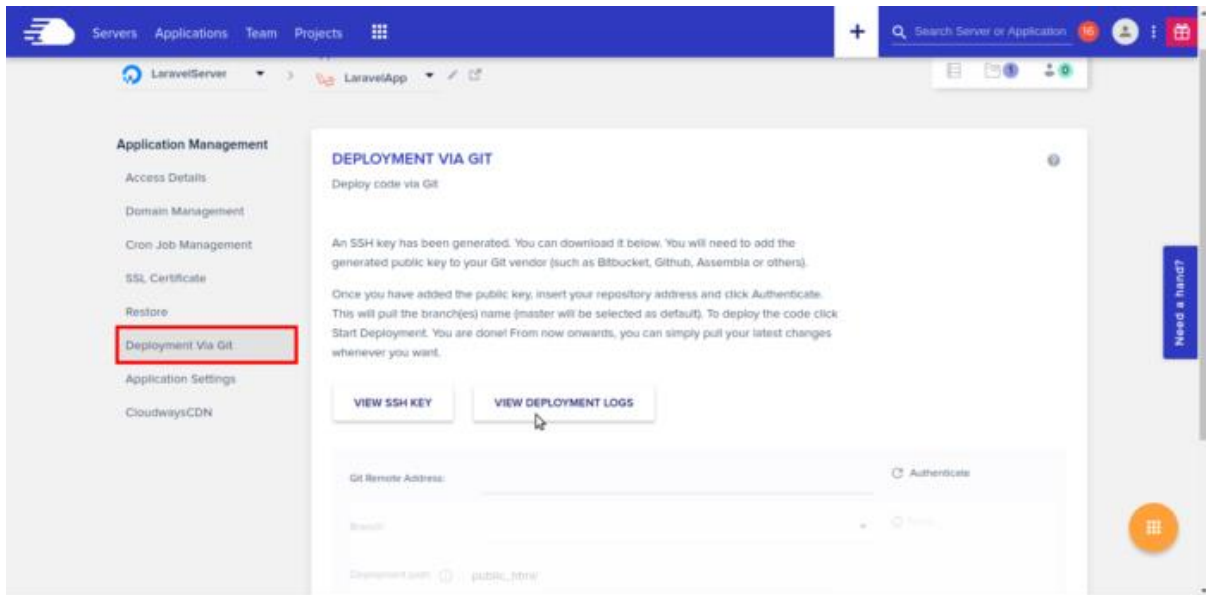 Servers Applications Team Projects
Search Server or Application 16
LaravelServer
LaravelApp
1 0
Application Management
Access Details
Domain Management
Cron Job Management
SSL Certificate
Restore
Deployment Via Git
Application Settings
CloudwaysCDN
DEPLOYMENT VIA GIT
Deploy code via Git
An SSH key has been generated. You can download it below. You will need to add the
generated public key to your Git vendor (such as Bitbucket, Github, Assembla or others).
Once you have added the public key, insert your repository address and click Authenticate.
This will pull the branch(es) name (master will be selected as default). To deploy the code click
Start Deployment. You are done! From now onwards, you can simply pull your latest changes
whenever you want.
VIEW SSH KEY VIEW DEPLOYMENT LOGS
Git Remote Address: Authenticate
Branch
Deployment path public_html/
Need a hand?